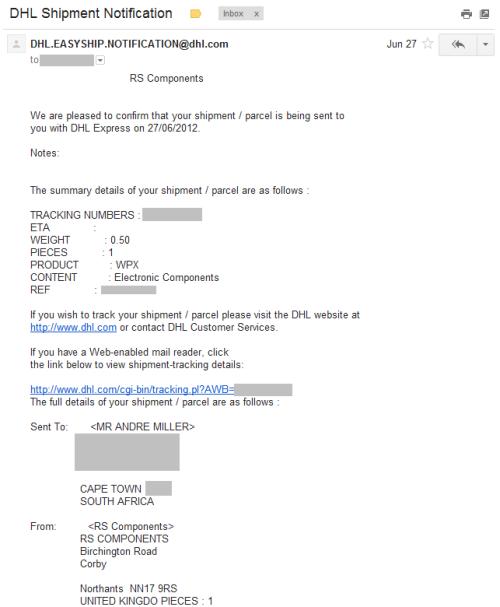 DHL Shipment Notification
Inbox x
DHL.EASYSHIP.NOTIFICATION@dhl.com
Jun 27
to
RS Components
We are pleased to confirm that your shipment / parcel is being sent to
you with DHL Express on 27/06/2012.
Notes:
The summary details of your shipment / parcel are as follows :
TRACKING NUMBERS :
ETA :
WEIGHT : 0.50
PIECES : 1
PRODUCT : WPX
CONTENT : Electronic Components
REF :
If you wish to track your shipment / parcel please visit the DHL website at
http://www.dhl.com or contact DHL Customer Services.
If you have a Web-enabled mail reader, click
the link below to view shipment-tracking details:
http://www.dhl.com/cgi-bin/tracking.pl?AWB=
The full details of your shipment / parcel are as follows :
Sent To: <MR ANDRE MILLER>
CAPE TOWN
SOUTH AFRICA
From: <RS Components>
RS COMPONENTS
Birchington Road
Corby
Northants NN17 9RS
UNITED KINGDO PIECES : 1